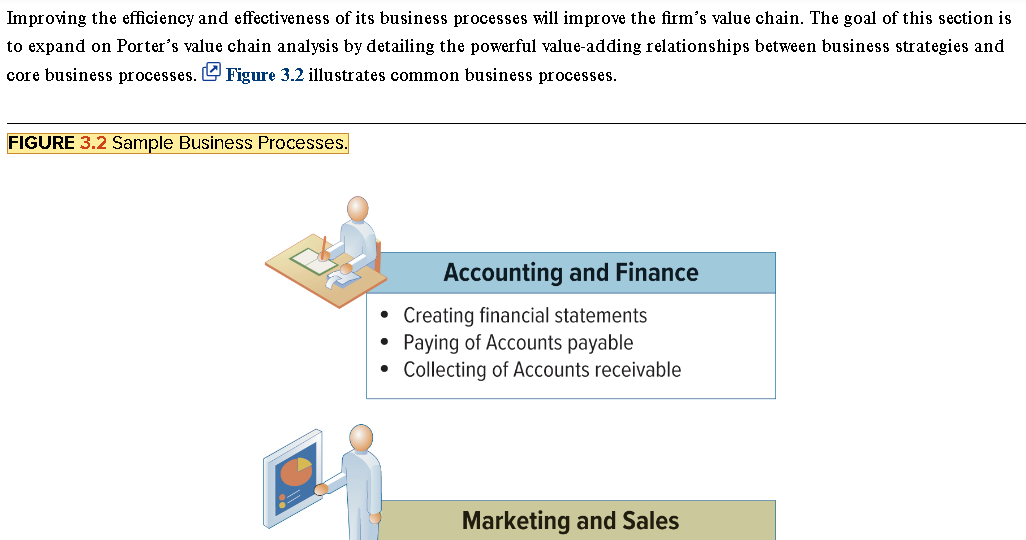 Improving the efficiency and effectiveness of its business processes will improve the firm’s value chain. The goal of this section is
to expand on Porter’s value chain analysis by detailing the powerful value-adding relationships between business strategies and
core business processes. Figure 3.2 illustrates common business processes.
FIGURE 3.2 Sample Business Processes.
Accounting and Finance
• Creating financial statements
• Paying of Accounts payable
• Collecting of Accounts receivable
Marketing and Sales